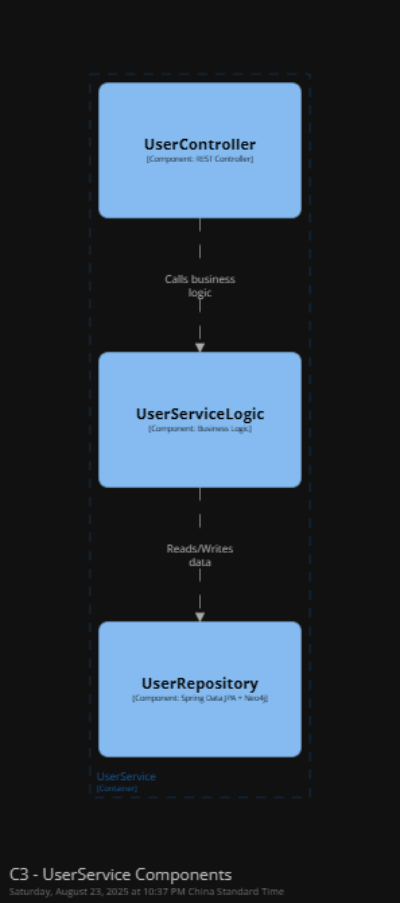 UserController
[Component: REST Controller]
Calls business
logic
UserServiceLogic
[Component: Business Logic]
Reads/Writes
data
UserRepository
[Component: Spring Data JPA + Neo4j]
UserService
[Container]
C3 - UserService Components
Saturday, August 23, 2025 at 10:37 PM China Standard Time